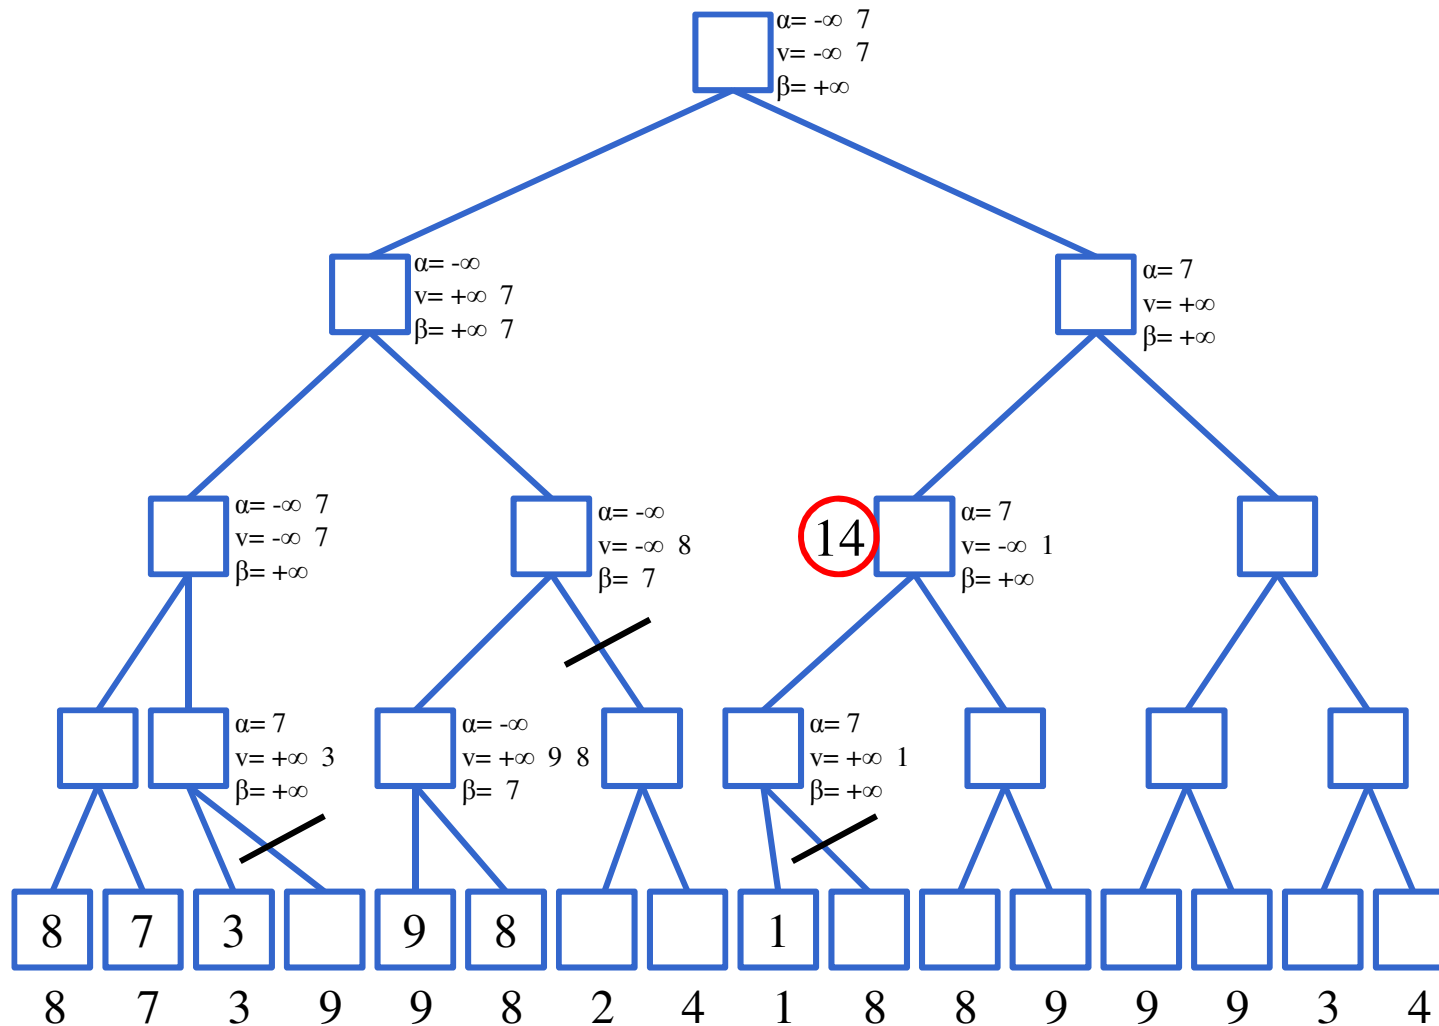 α= -∞ 7
v= -∞ 7
β= +∞
α= -∞
v= +∞ 7
β= +∞ 7
α= 7
v= +∞
β= +∞
α= -∞ 7
v= -∞ 7
β= +∞
α= -∞
v= -∞ 8
β= 7
14
α= 7
v= -∞ 1
β= +∞
α= 7
v= +∞ 3
β= +∞
α= -∞
v= +∞ 9 8
β= 7
α= 7
v= +∞ 1
β= +∞
8 7 3 9 8 1
8 7 3 9 9 8 2 4 1 8 8 9 9 9 3 4